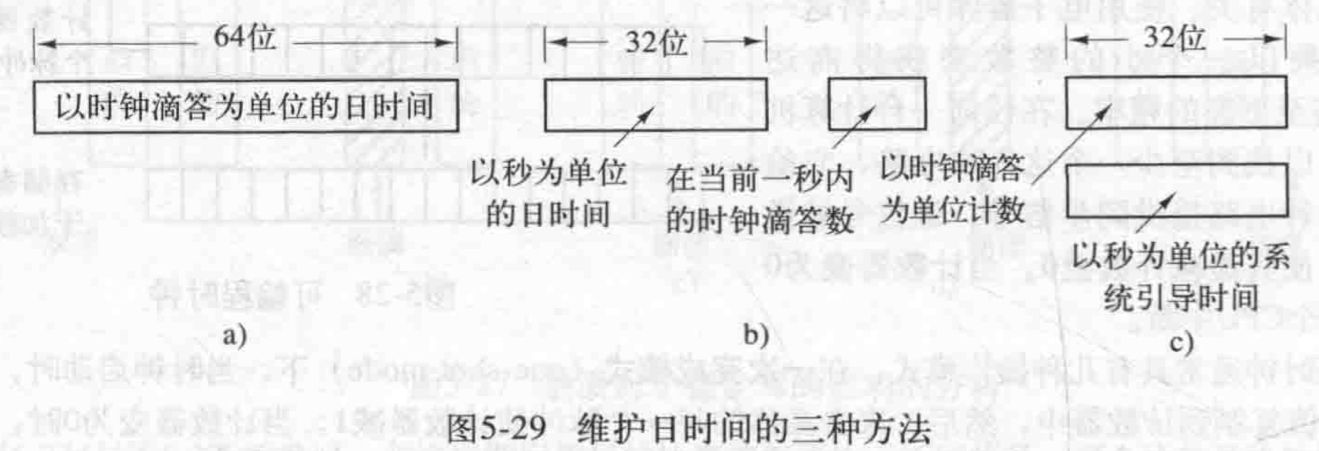 64位
32位
32位
以时钟滴答为单位的日时间
以秒为单位
的日时间
在当前一秒内
的时钟滴答数
以时钟滴答
为单位计数
以秒为单位的系
统引导时间
a)
b)
c)
图5-29 维护日时间的三种方法